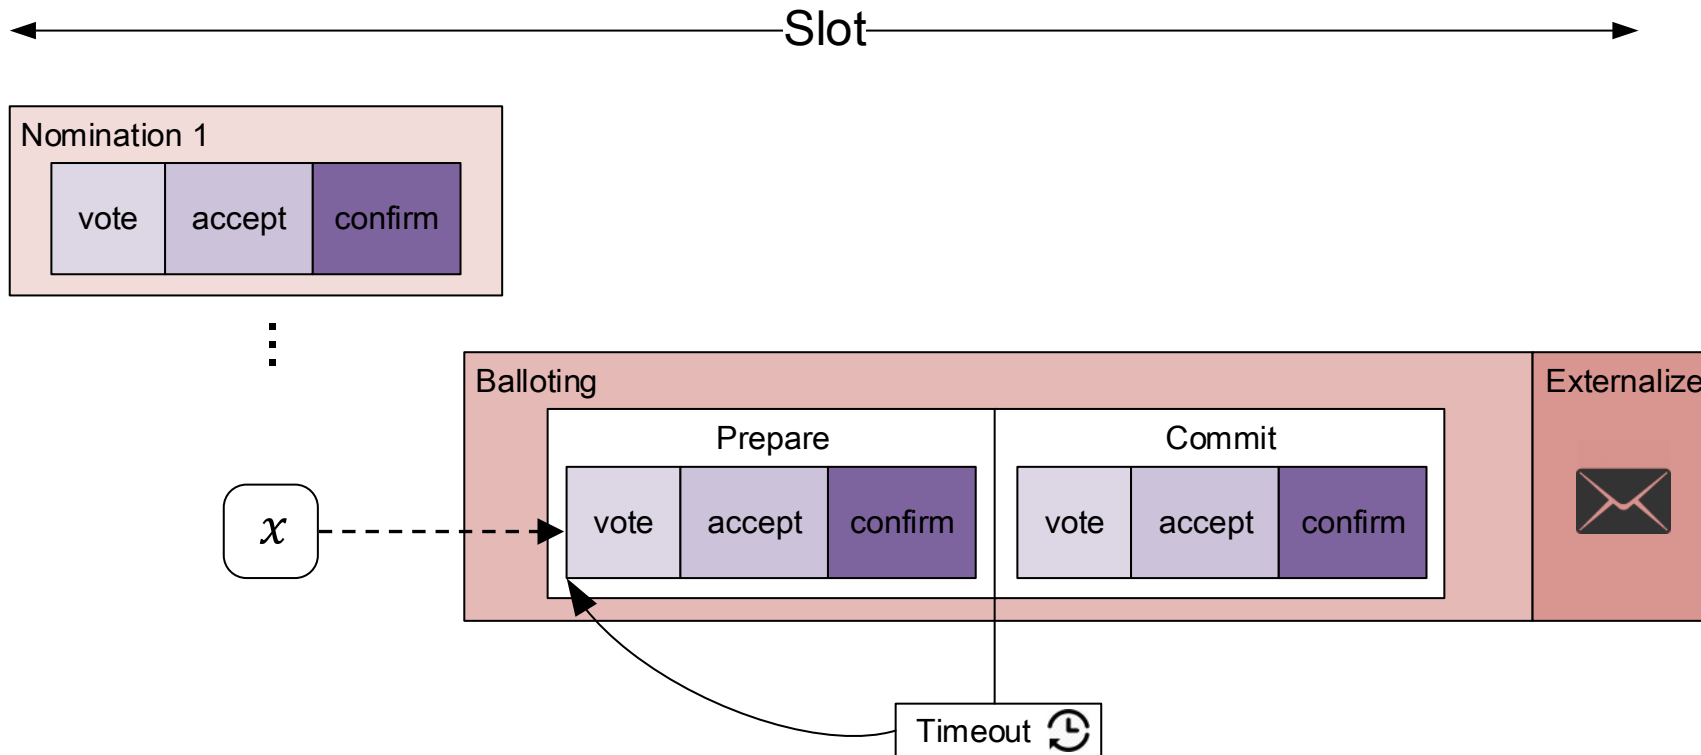 Slot
Nomination 1
vote accept confirm
Balloting
Externalize
Prepare
Commit
x
vote accept confirm
vote accept confirm
Timeout